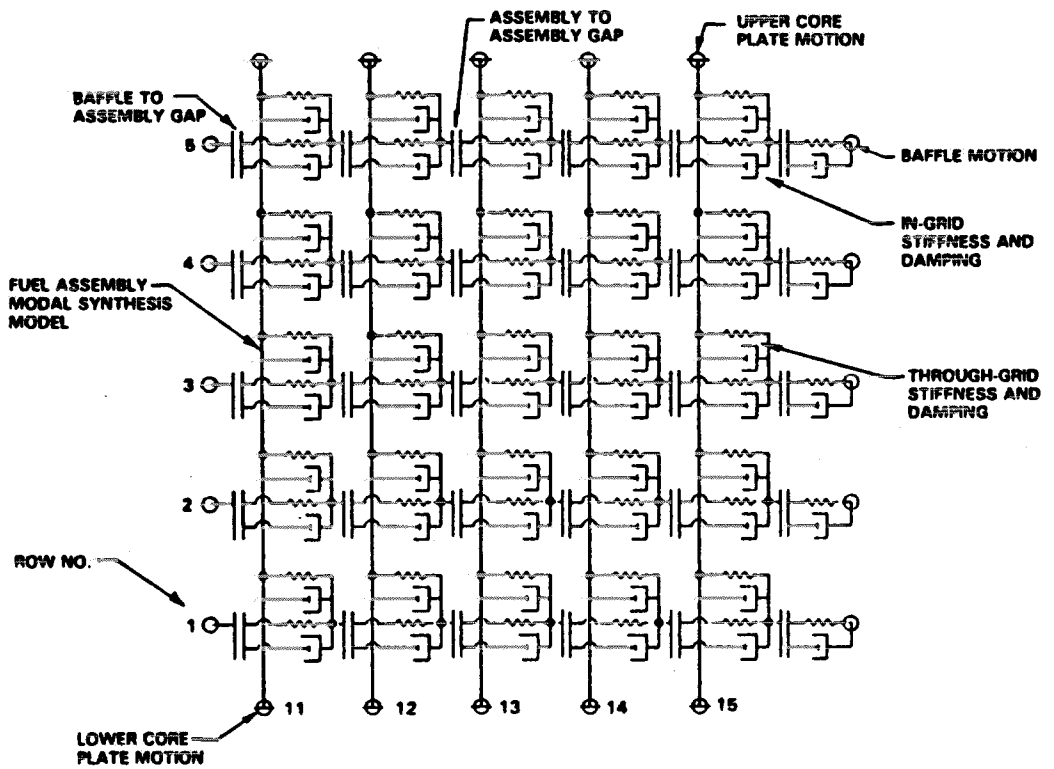 ASSEMBLY TO
ASSEMBLY GAP
UPPER CORE
PLATE MOTION
BAFFLE TO
ASSEMBLY GAP
5
BAFFLE MOTION
IN-GRID
STIFFNESS AND
DAMPING
4
FUEL ASSEMBLY
MODAL SYNTHESIS
MODEL
3
THROUGH-GRID
STIFFNESS AND
DAMPING
2
ROW NO.
1
11 12 13 14 15
LOWER CORE
PLATE MOTION